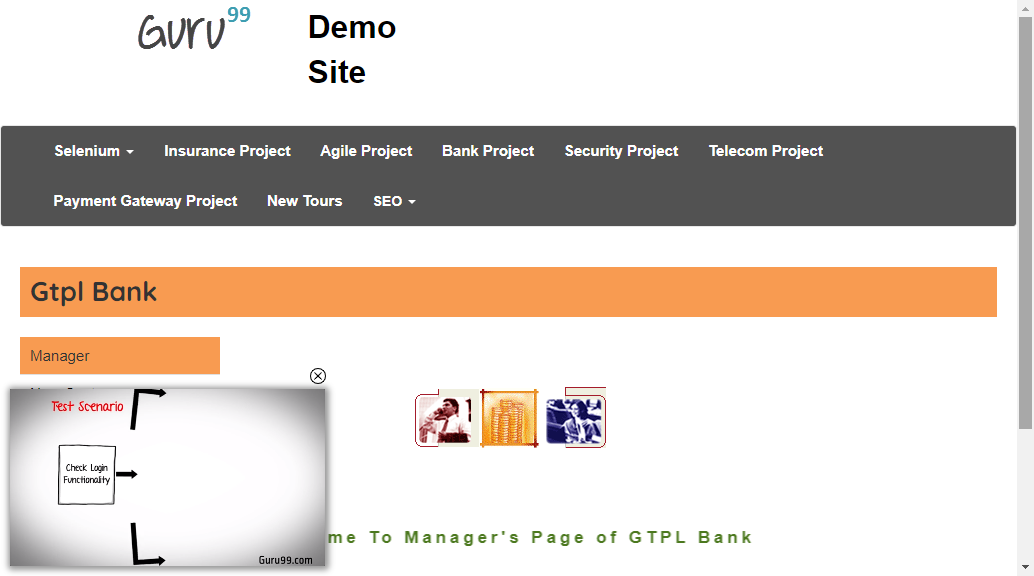 Guru99
Demo
Site
Selenium Insurance Project Agile Project Bank Project Security Project Telecom Project
Payment Gateway Project New Tours SEO
Gtpl Bank
Manager
Test Scenario
Check Login
Functionality
Guru99.com
me To Manager's Page of GTPL Bank